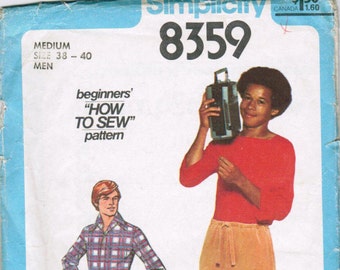 Simplicity
CANADA 1.60
8359
MEDIUM
SIZE 38 - 40
MEN
beginners'
"HOW
TO SEW"
pattern